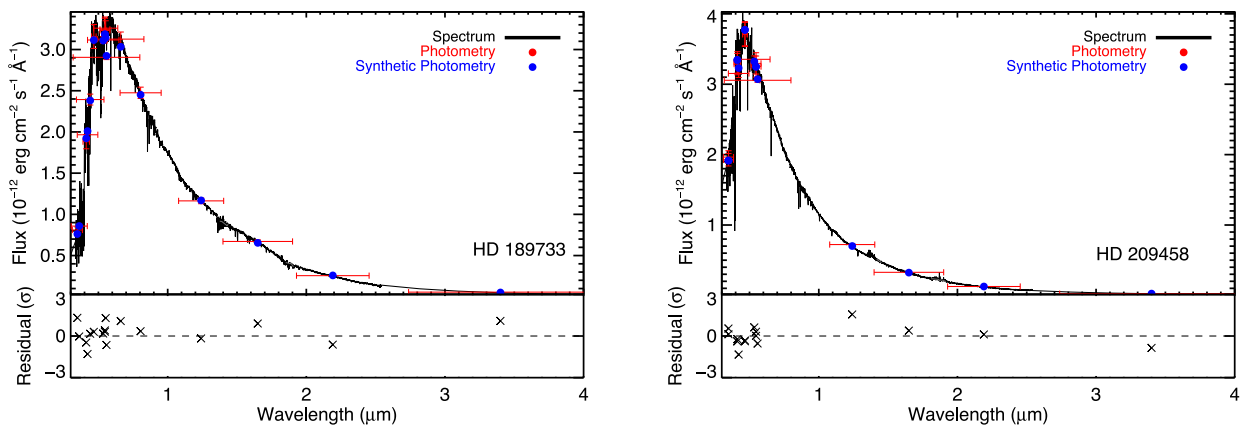 Flux (10⁻¹² erg cm⁻² s⁻¹ Å⁻¹)
3.0
2.5
2.0
1.5
1.0
0.5
Spectrum
Photometry
Synthetic Photometry
HD 189733
Residual (σ)
3
0
−3
1
2
3
4
Wavelength (μm)
Flux (10⁻¹² erg cm⁻² s⁻¹ Å⁻¹)
4
3
2
1
Spectrum
Photometry
Synthetic Photometry
HD 209458
Residual (σ)
3
0
−3
1
2
3
4
Wavelength (μm)